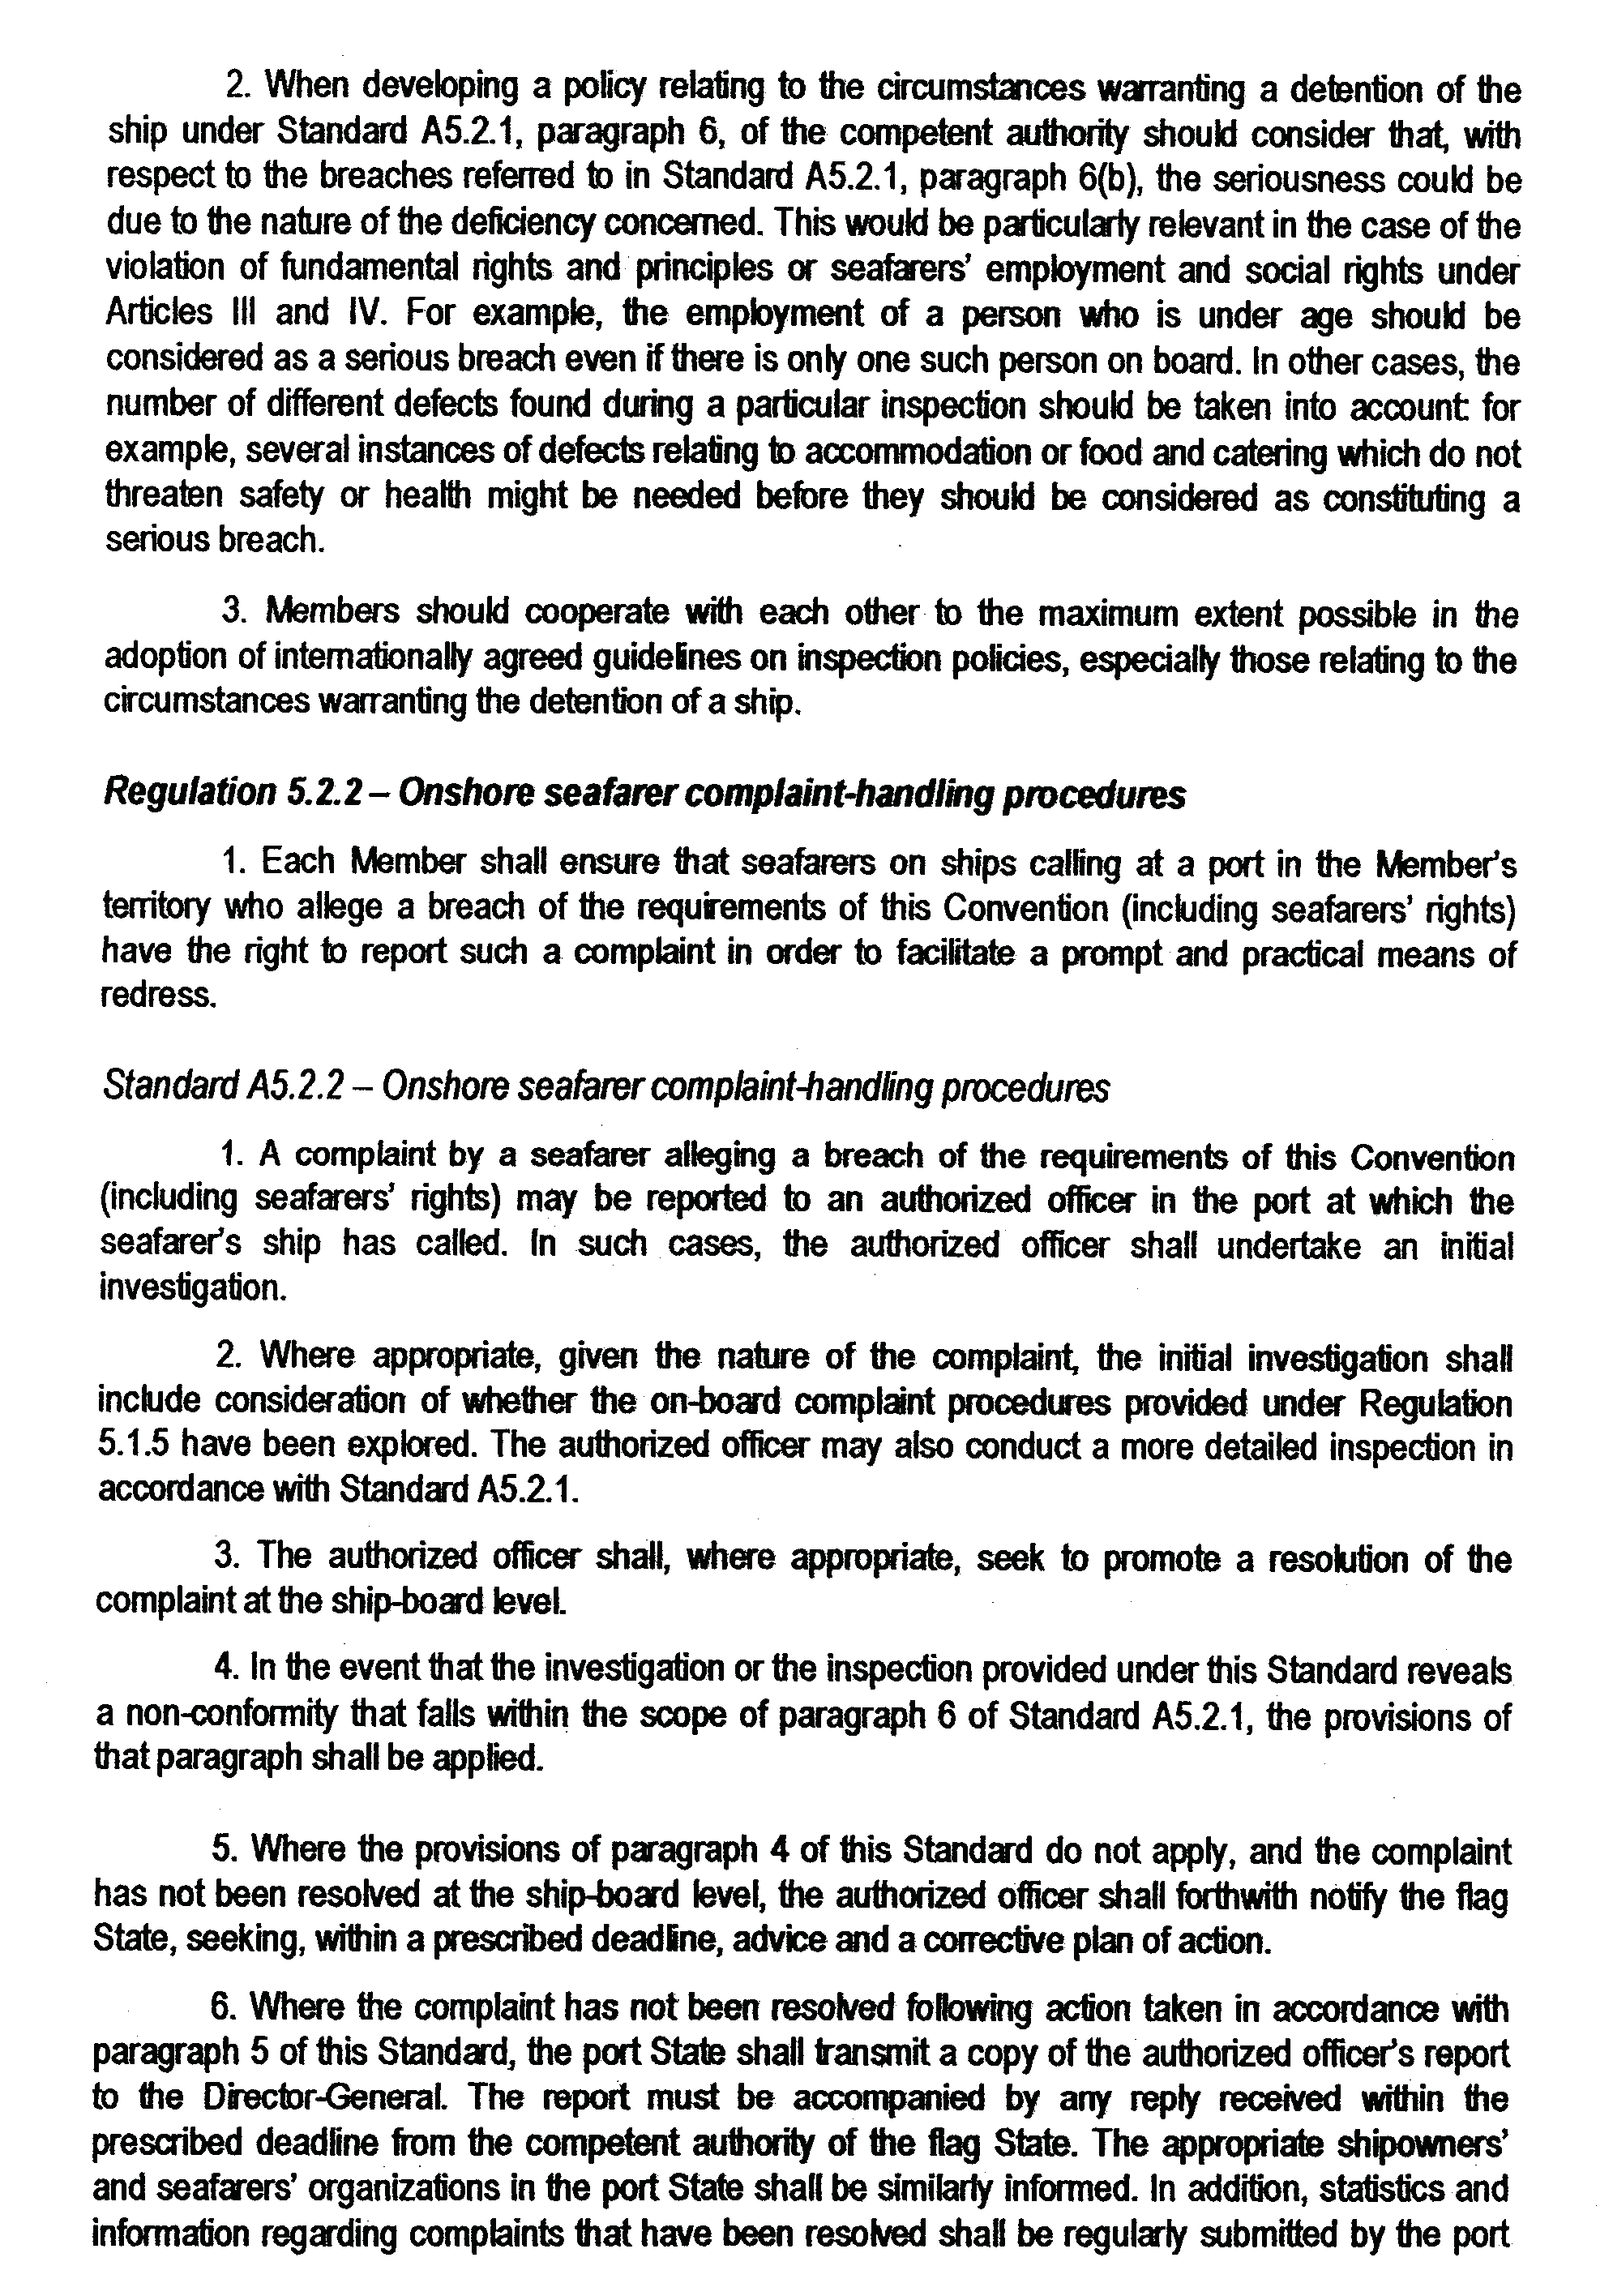 2. When developing a policy relating to the circumstances warranting a detention of the
ship under Standard A5.2.1, paragraph 6, of the competent authority should consider that, with
respect to the breaches referred to in Standard A5.2.1, paragraph 6(b), the seriousness could be
due to the nature of the deficiency concerned. This would be particularly relevant in the case of the
violation of fundamental rights and principles or seafarers' employment and social rights under
Articles III and IV. For example, the employment of a person who is under age should be
considered as a serious breach even if there is only one such person on board. In other cases, the
number of different defects found during a particular inspection should be taken into account: for
example, several instances of defects relating to accommodation or food and catering which do not
threaten safety or health might be needed before they should be considered as constituting a
serious breach.
3. Members should cooperate with each other to the maximum extent possible in the
adoption of internationally agreed guidelines on inspection policies, especially those relating to the
circumstances warranting the detention of a ship.
Regulation 5.2.2 – Onshore seafarer complaint-handling procedures
1. Each Member shall ensure that seafarers on ships calling at a port in the Member's
territory who allege a breach of the requirements of this Convention (including seafarers' rights)
have the right to report such a complaint in order to facilitate a prompt and practical means of
redress.
Standard A5.2.2 – Onshore seafarer complaint-handling procedures
1. A complaint by a seafarer alleging a breach of the requirements of this Convention
(including seafarers' rights) may be reported to an authorized officer in the port at which the
seafarer's ship has called. In such cases, the authorized officer shall undertake an initial
investigation.
2. Where appropriate, given the nature of the complaint, the initial investigation shall
include consideration of whether the on-board complaint procedures provided under Regulation
5.1.5 have been explored. The authorized officer may also conduct a more detailed inspection in
accordance with Standard A5.2.1.
3. The authorized officer shall, where appropriate, seek to promote a resolution of the
complaint at the ship-board level.
4. In the event that the investigation or the inspection provided under this Standard reveals
a non-conformity that falls within the scope of paragraph 6 of Standard A5.2.1, the provisions of
that paragraph shall be applied.
5. Where the provisions of paragraph 4 of this Standard do not apply, and the complaint
has not been resolved at the ship-board level, the authorized officer shall forthwith notify the flag
State, seeking, within a prescribed deadline, advice and a corrective plan of action.
6. Where the complaint has not been resolved following action taken in accordance with
paragraph 5 of this Standard, the port State shall transmit a copy of the authorized officer's report
to the Director-General. The report must be accompanied by any reply received within the
prescribed deadline from the competent authority of the flag State. The appropriate shipowners'
and seafarers' organizations in the port State shall be similarly informed. In addition, statistics and
information regarding complaints that have been resolved shall be regularly submitted by the port